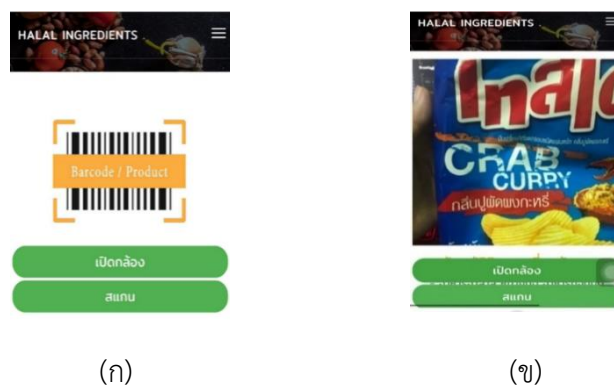 HALAL INGREDIENTS
Barcode / Product
เปิดกล้อง
สแกน
(ก)
HALAL INGREDIENTS
CRAB
CURRY
กลิ่นปูผัดผงกะหรี่
เปิดกล้อง
สแกน
(ข)